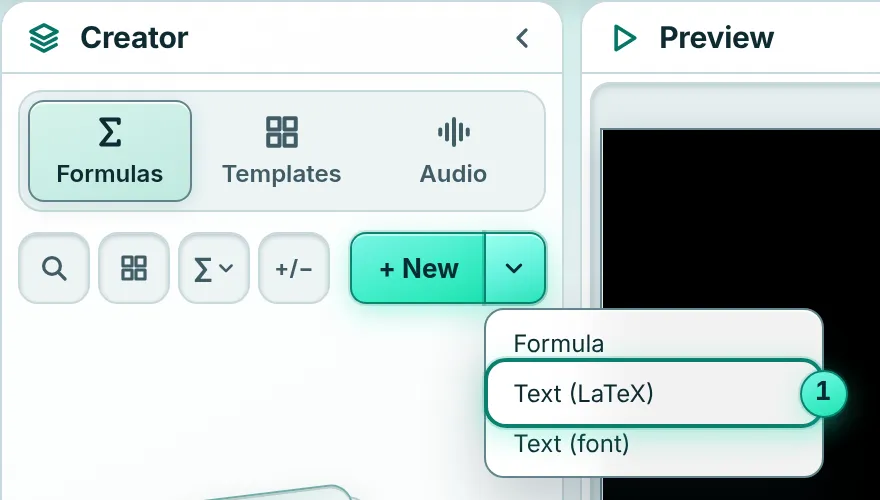 Creator
Preview
Σ
Formulas
Templates
Audio
Σ
+/−
+ New
Formula
Text (LaTeX)
1
Text (font)